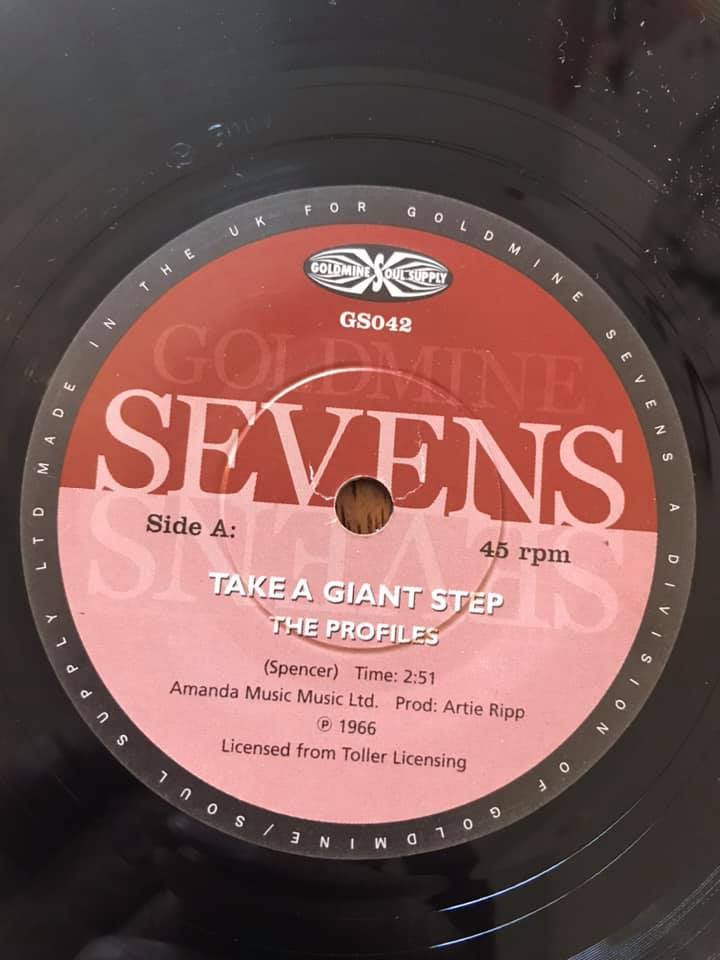 MADE IN THE UK FOR GOLDMINE SEVENS A DIVISION OF GOLDMINE / SOUL SUPPLY LTD
GOLDMINE SOUL SUPPLY
GS042
GOLDMINE
SEVENS
SEVENS
Side A:
45 rpm
TAKE A GIANT STEP
THE PROFILES
(Spencer) Time: 2:51
Amanda Music Music Ltd. Prod: Artie Ripp
℗ 1966
Licensed from Toller Licensing